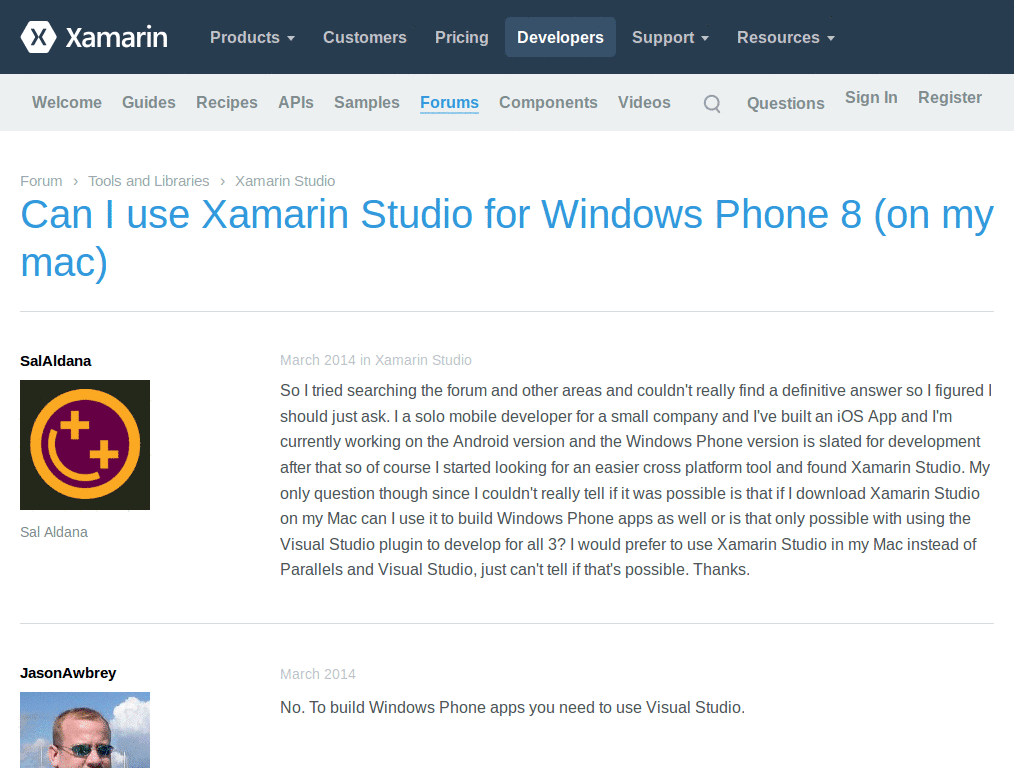 Xamarin Products Customers Pricing Developers Support Resources
Welcome Guides Recipes APIs Samples Forums Components Videos Questions Sign In Register
Forum › Tools and Libraries › Xamarin Studio
Can I use Xamarin Studio for Windows Phone 8 (on my
mac)
SalAldana
Sal Aldana
March 2014 in Xamarin Studio
So I tried searching the forum and other areas and couldn't really find a definitive answer so I figured I
should just ask. I a solo mobile developer for a small company and I've built an iOS App and I'm
currently working on the Android version and the Windows Phone version is slated for development
after that so of course I started looking for an easier cross platform tool and found Xamarin Studio. My
only question though since I couldn't really tell if it was possible is that if I download Xamarin Studio
on my Mac can I use it to build Windows Phone apps as well or is that only possible with using the
Visual Studio plugin to develop for all 3? I would prefer to use Xamarin Studio in my Mac instead of
Parallels and Visual Studio, just can't tell if that's possible. Thanks.
JasonAwbrey
March 2014
No. To build Windows Phone apps you need to use Visual Studio.